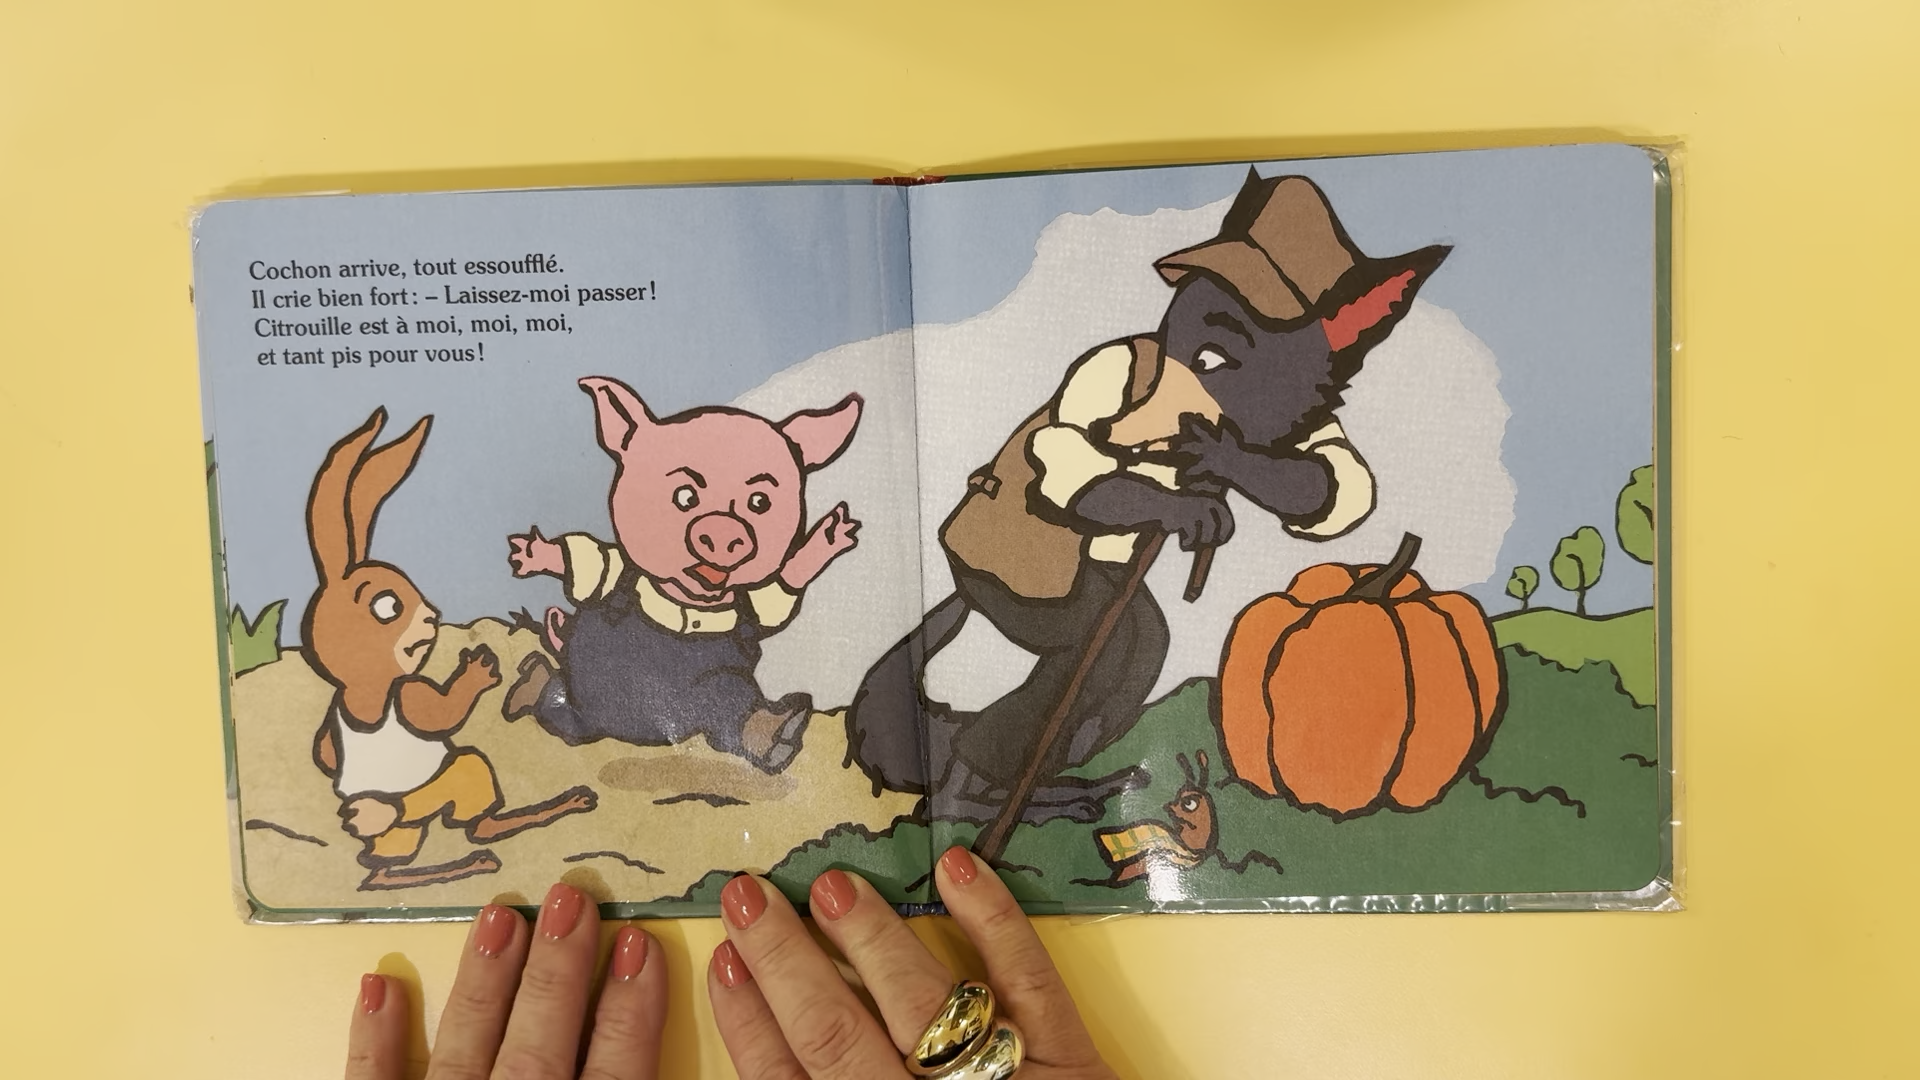 Cochon arrive, tout essoufflé.
Il crie bien fort : – Laissez-moi passer !
Citrouille est à moi, moi, moi,
et tant pis pour vous !